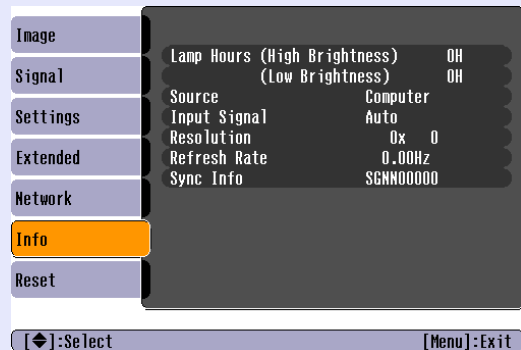 Image
Signal
Settings
Extended
Network
Info
Reset
Lamp Hours (High Brightness) 0H
(Low Brightness) 0H
Source Computer
Input Signal Auto
Resolution 0x 0
Refresh Rate 0.00Hz
Sync Info SGNN00000
[◆]:Select [Menu]:Exit